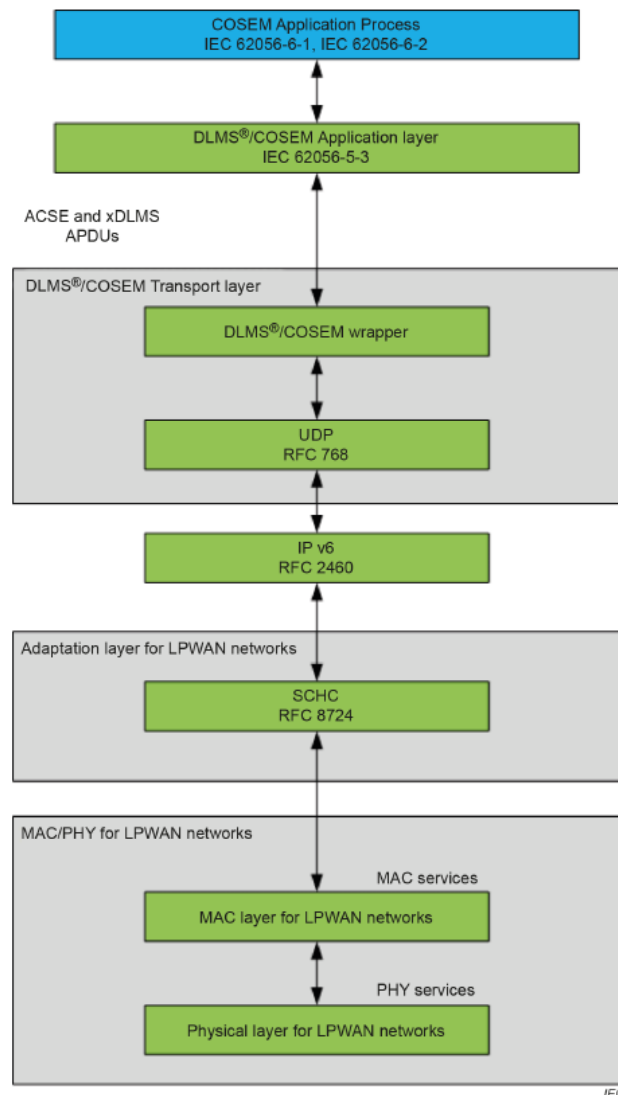 COSEM Application Process
IEC 62056-6-1, IEC 62056-6-2
DLMS®/COSEM Application layer
IEC 62056-5-3
ACSE and xDLMS
APDUs
DLMS®/COSEM Transport layer
DLMS®/COSEM wrapper
UDP
RFC 768
IP v6
RFC 2460
Adaptation layer for LPWAN networks
SCHC
RFC 8724
MAC/PHY for LPWAN networks
MAC services
MAC layer for LPWAN networks
PHY services
Physical layer for LPWAN networks